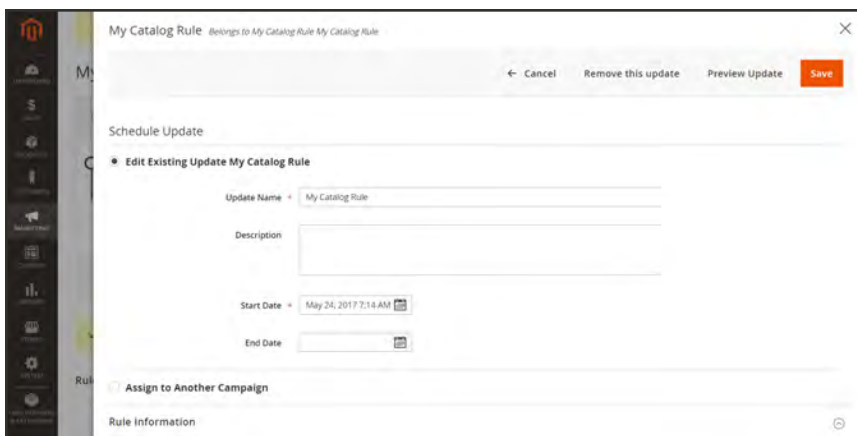 My Catalog Rule Belongs to My Catalog Rule My Catalog Rule
My
← Cancel Remove this update Preview Update Save
Schedule Update
Edit Existing Update My Catalog Rule
Update Name * My Catalog Rule
Description
Start Date * May 24, 2017 7:14 AM
End Date
Rul
Assign to Another Campaign
Rule Information